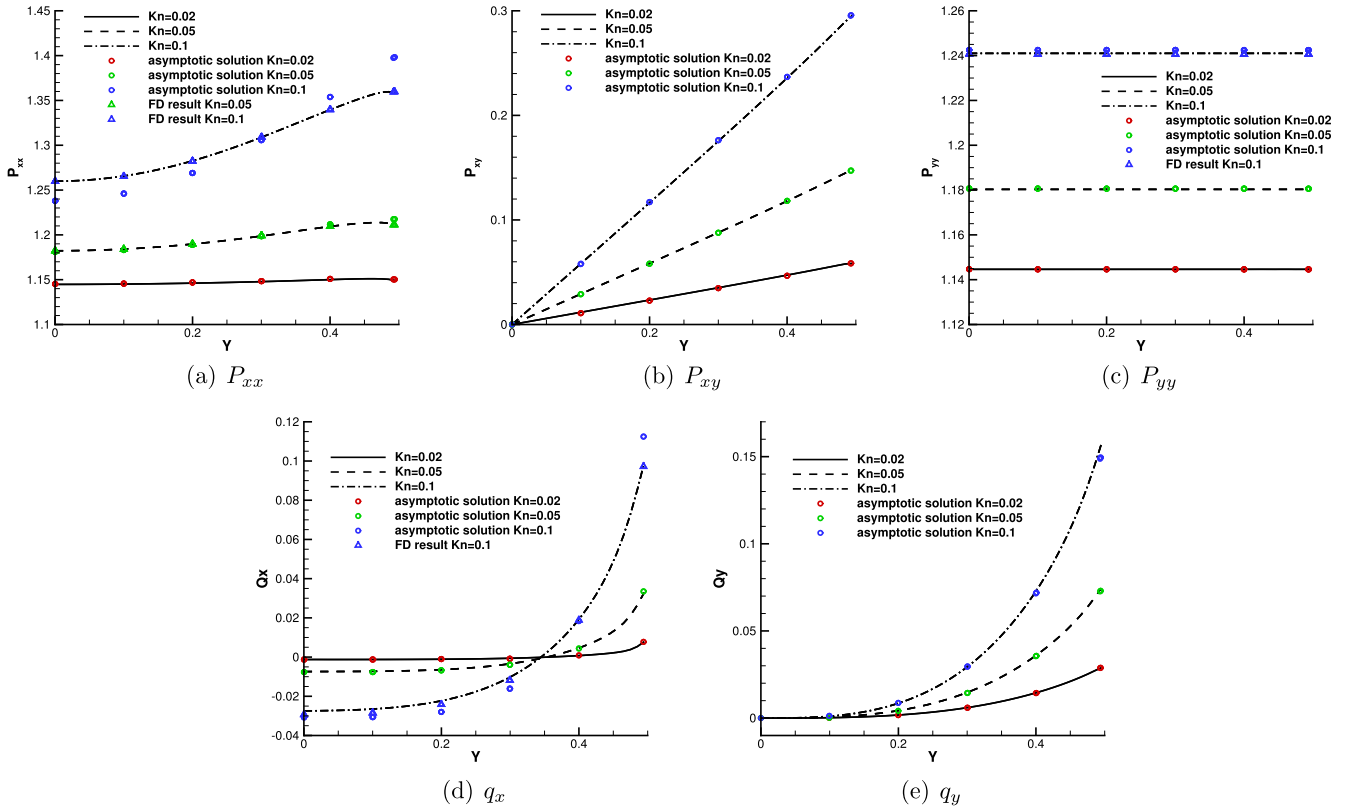 1.45
1.4
1.35
1.3
1.25
1.2
1.15
1.1
0
0.2
0.4
P_xx
Y
Kn=0.02
Kn=0.05
Kn=0.1
asymptotic solution Kn=0.02
asymptotic solution Kn=0.05
asymptotic solution Kn=0.1
FD result Kn=0.05
FD result Kn=0.1
(a) P_xx
0.3
0.2
0.1
0
0
0.2
0.4
P_xy
Y
Kn=0.02
Kn=0.05
Kn=0.1
asymptotic solution Kn=0.02
asymptotic solution Kn=0.05
asymptotic solution Kn=0.1
(b) P_xy
1.26
1.24
1.22
1.2
1.18
1.16
1.14
1.12
0
0.2
0.4
P_yy
Y
Kn=0.02
Kn=0.05
Kn=0.1
asymptotic solution Kn=0.02
asymptotic solution Kn=0.05
asymptotic solution Kn=0.1
FD result Kn=0.1
(c) P_yy
0.12
0.1
0.08
0.06
0.04
0.02
0
-0.02
-0.04
0
0.2
0.4
Qx
Y
Kn=0.02
Kn=0.05
Kn=0.1
asymptotic solution Kn=0.02
asymptotic solution Kn=0.05
asymptotic solution Kn=0.1
FD result Kn=0.1
(d) q_x
0.15
0.1
0.05
0
0
0.2
0.4
Qy
Y
Kn=0.02
Kn=0.05
Kn=0.1
asymptotic solution Kn=0.02
asymptotic solution Kn=0.05
asymptotic solution Kn=0.1
(e) q_y